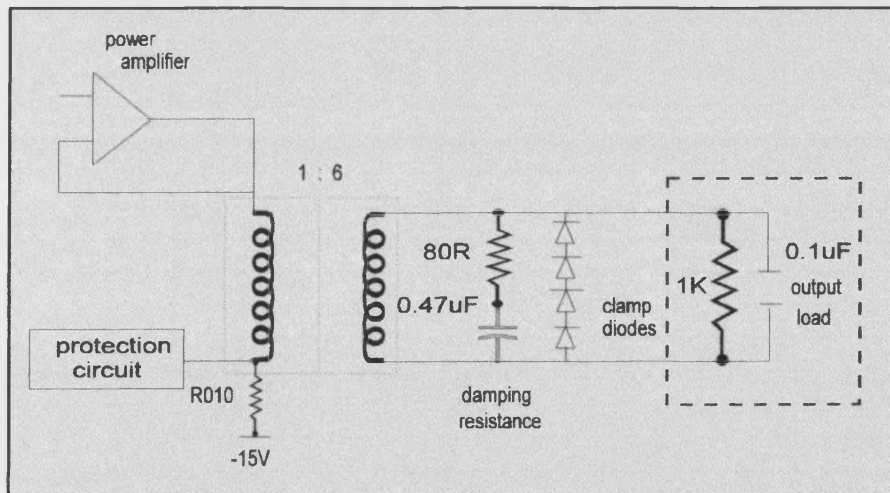 power
amplifier
1 : 6
80R
0.47uF
clamp
diodes
1K
0.1uF
output
load
protection
circuit
R010
-15V
damping
resistance